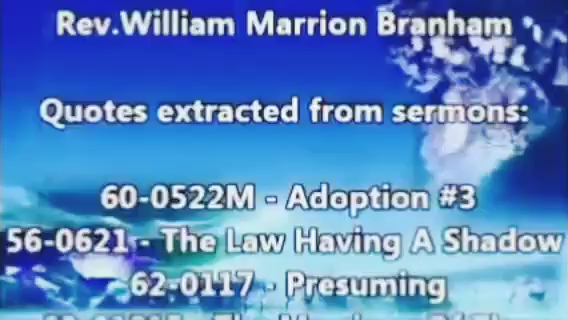 Rev.William Marrion Branham
Quotes extracted from sermons:
60-0522M - Adoption #3
56-0621 - The Law Having A Shadow
62-0117 - Presuming